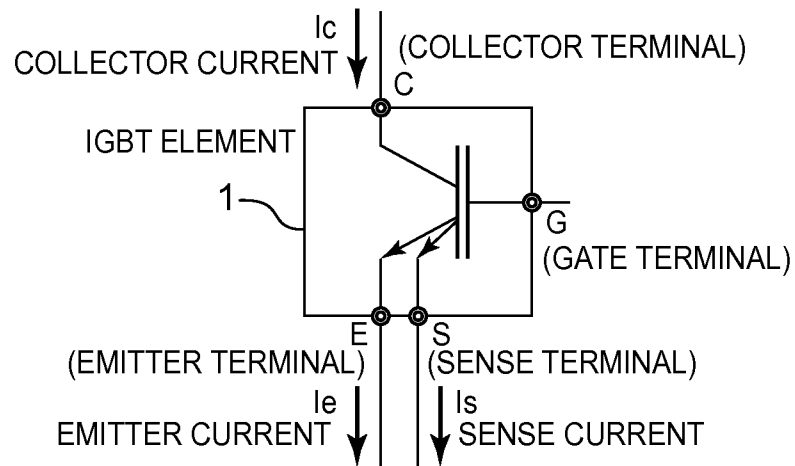 Ic
(COLLECTOR TERMINAL)
COLLECTOR CURRENT
C
IGBT ELEMENT
1
G
(GATE TERMINAL)
E
S
(EMITTER TERMINAL)
(SENSE TERMINAL)
Ie
Is
EMITTER CURRENT
SENSE CURRENT